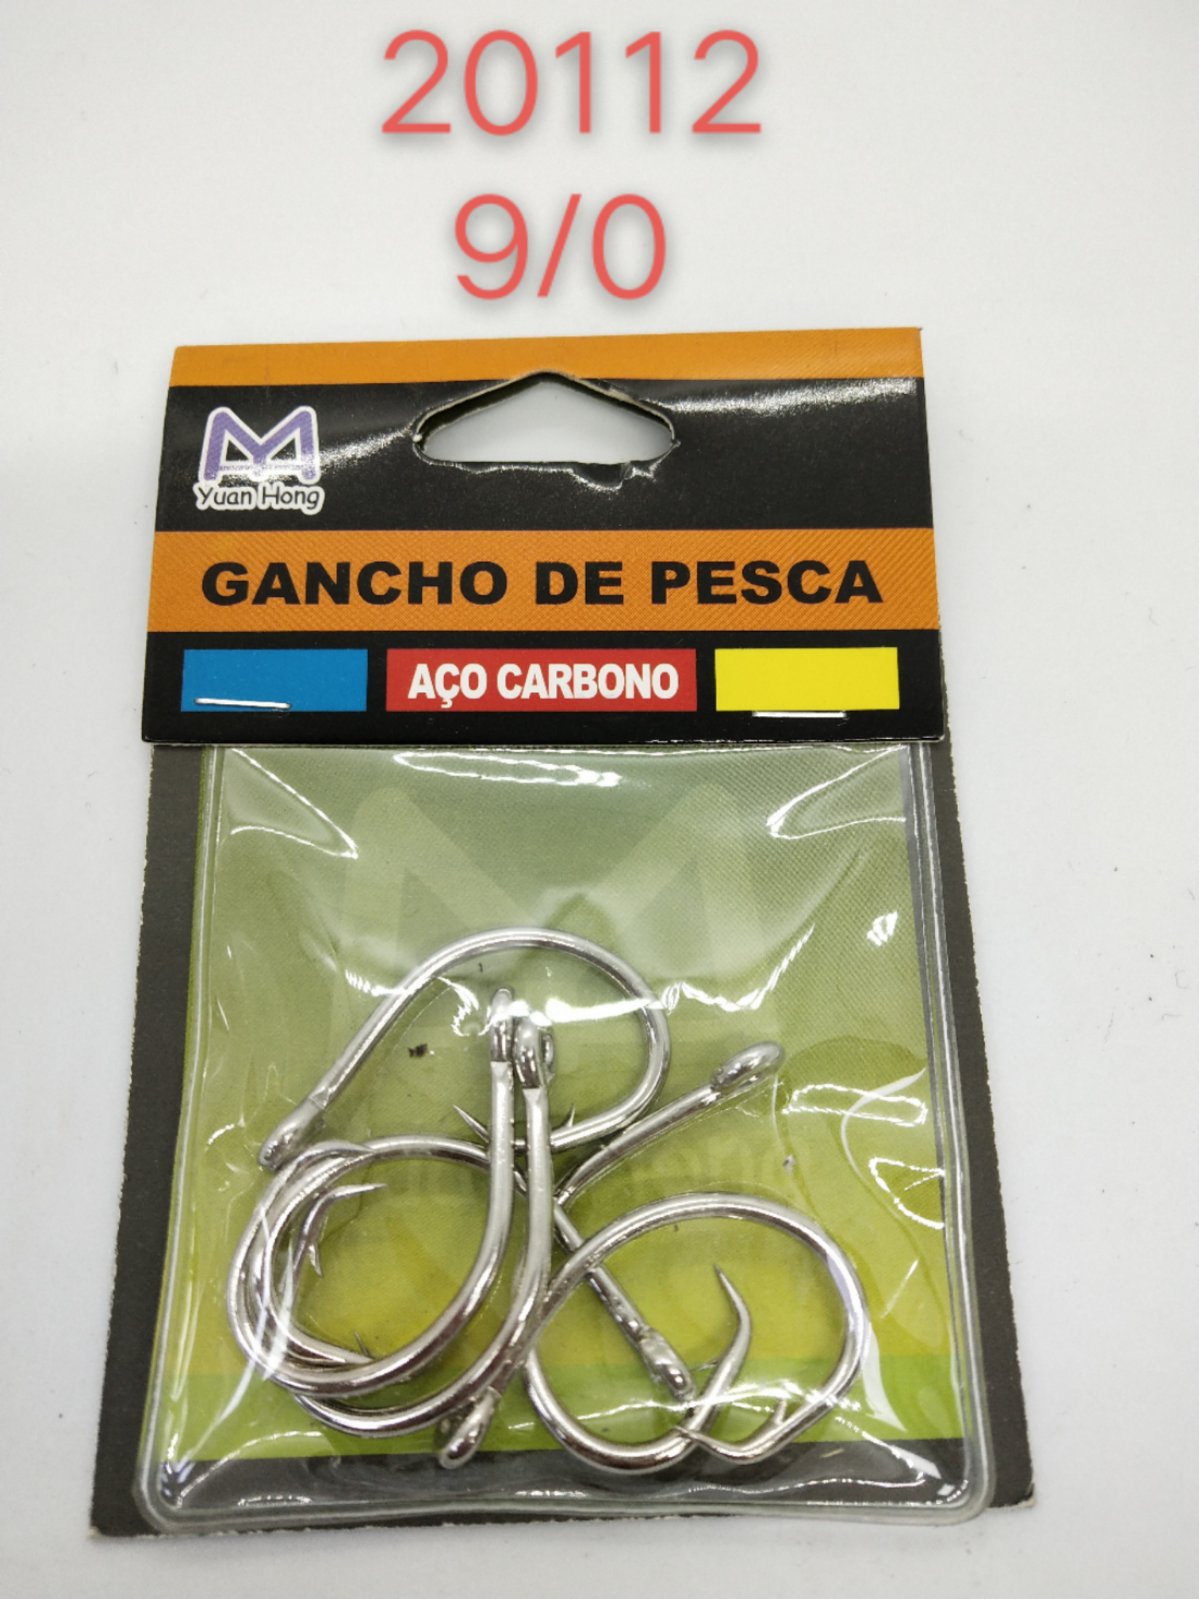 20112
9/0
Yuan Hong
GANCHO DE PESCA
AÇO CARBONO